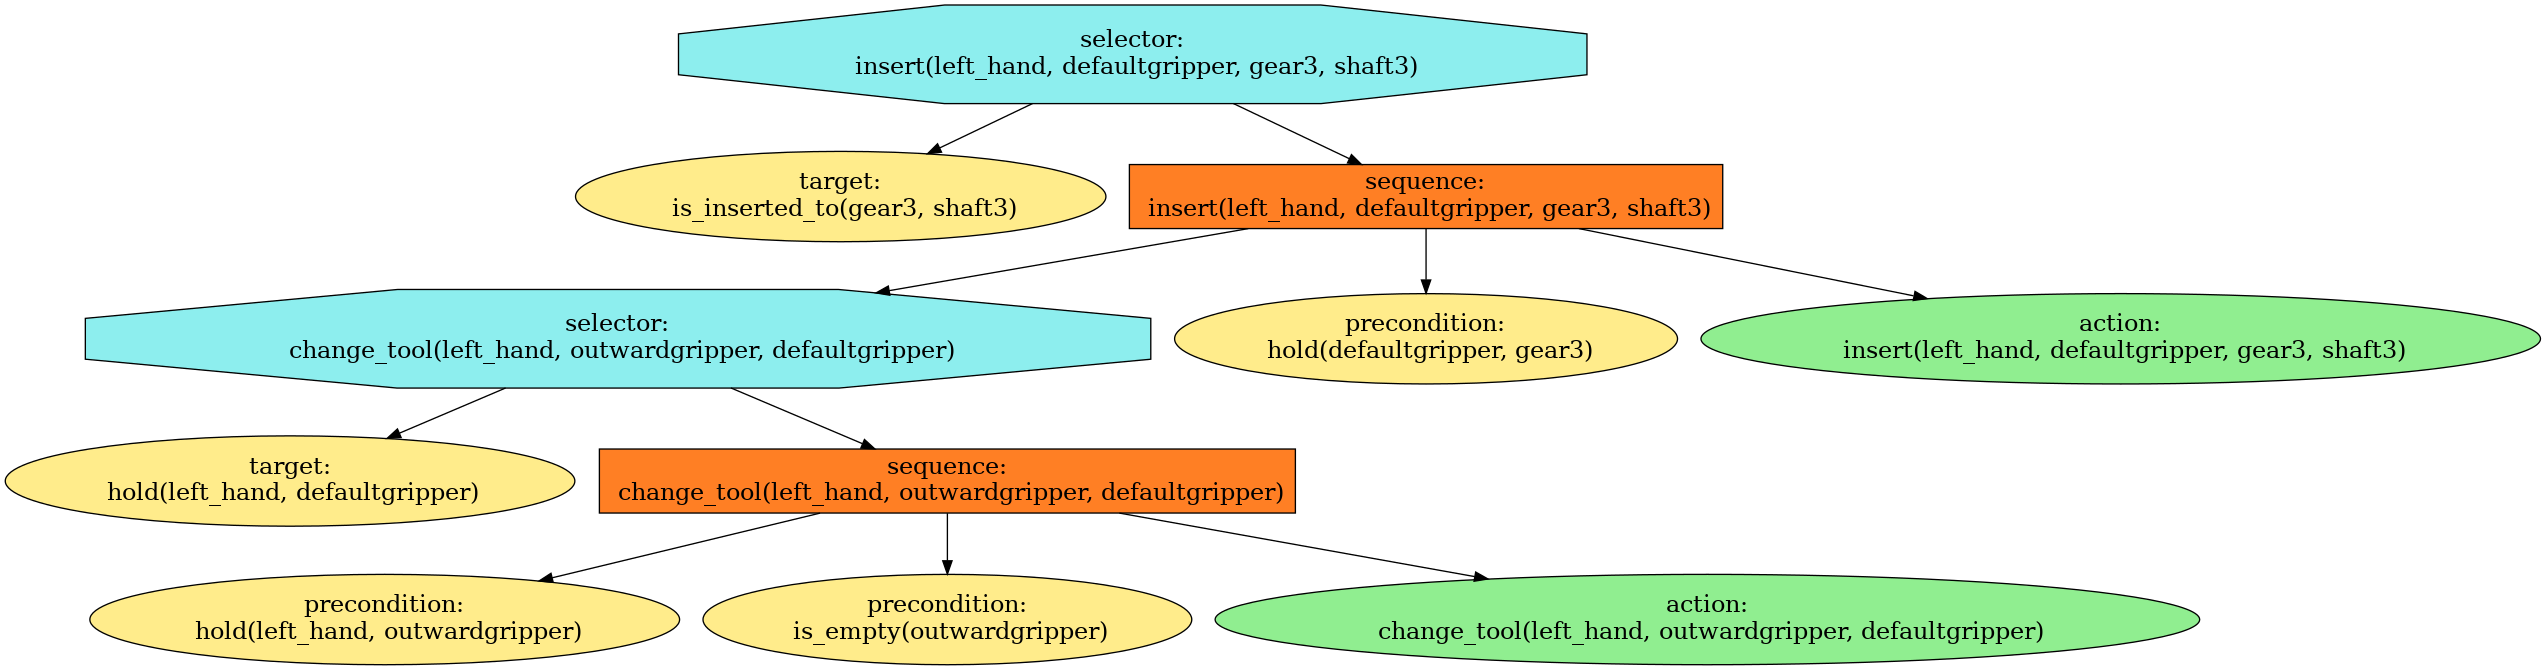 selector:
insert(left_hand, defaultgripper, gear3, shaft3)
target:
is_inserted_to(gear3, shaft3)
sequence:
insert(left_hand, defaultgripper, gear3, shaft3)
selector:
change_tool(left_hand, outwardgripper, defaultgripper)
precondition:
hold(defaultgripper, gear3)
action:
insert(left_hand, defaultgripper, gear3, shaft3)
target:
hold(left_hand, defaultgripper)
sequence:
change_tool(left_hand, outwardgripper, defaultgripper)
precondition:
hold(left_hand, outwardgripper)
precondition:
is_empty(outwardgripper)
action:
change_tool(left_hand, outwardgripper, defaultgripper)